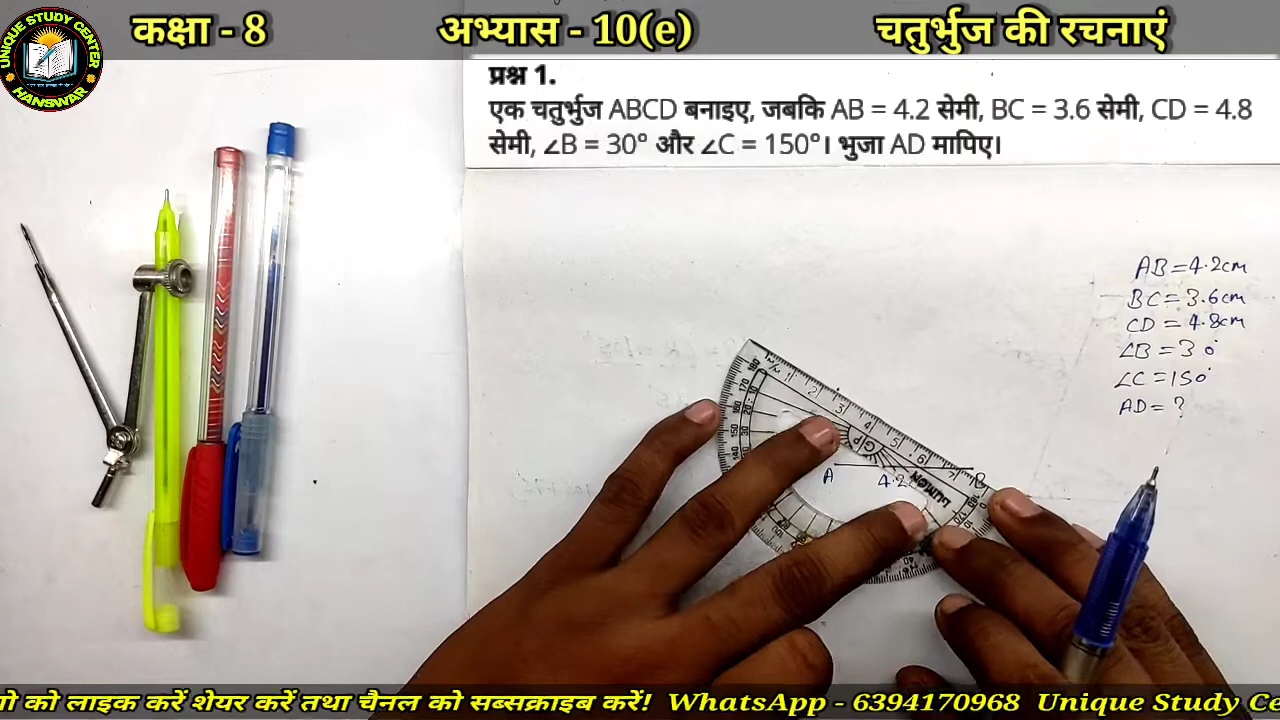 UNIQUE STUDY CENTER
HANSWAR
कक्षा - 8
अभ्यास - 10(e)
चतुर्भुज की रचनाएं
प्रश्न 1.
एक चतुर्भुज ABCD बनाइए, जबकि AB = 4.2 सेमी, BC = 3.6 सेमी, CD = 4.8
सेमी, ∠B = 30° और ∠C = 150°। भुजा AD मापिए।
AB = 4.2cm
BC = 3.6cm
CD = 4.8cm
∠B = 30°
∠C = 150°
AD = ?
A
B
LUMON
को लाइक करें शेयर करें तथा चैनल को सब्सक्राइब करें! WhatsApp - 6394170968 Unique Study